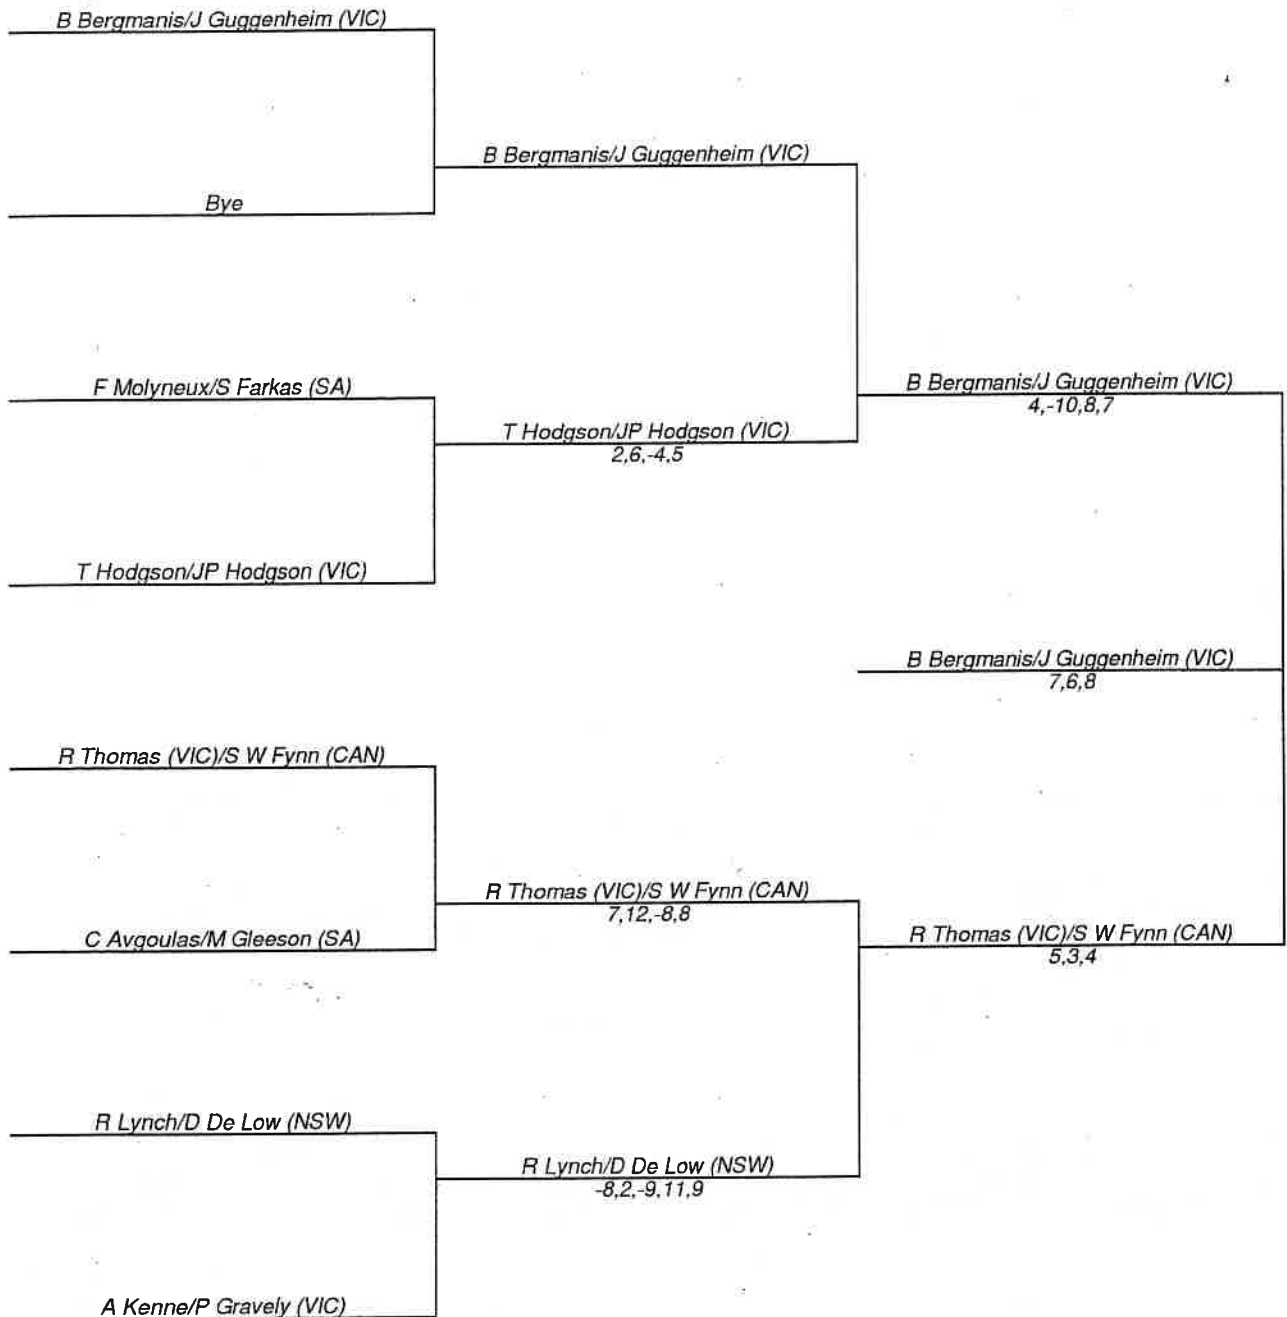 B Bergmanis/J Guggenheim (VIC)
B Bergmanis/J Guggenheim (VIC)
Bye
F Molyneux/S Farkas (SA)
B Bergmanis/J Guggenheim (VIC)
4,-10,8,7
T Hodgson/JP Hodgson (VIC)
2,6,-4,5
T Hodgson/JP Hodgson (VIC)
B Bergmanis/J Guggenheim (VIC)
7,6,8
R Thomas (VIC)/S W Fynn (CAN)
R Thomas (VIC)/S W Fynn (CAN)
7,12,-8,8
C Avgoulas/M Gleeson (SA)
R Thomas (VIC)/S W Fynn (CAN)
5,3,4
R Lynch/D De Low (NSW)
R Lynch/D De Low (NSW)
-8,2,-9,11,9
A Kenne/P Gravely (VIC)